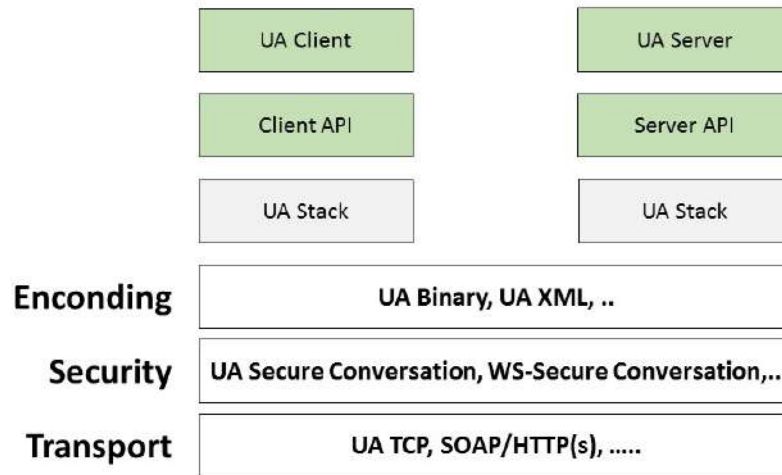 UA Client UA Server
Client API Server API
UA Stack UA Stack
Enconding UA Binary, UA XML, ..
Security UA Secure Conversation, WS-Secure Conversation,..
Transport UA TCP, SOAP/HTTP(s), .....